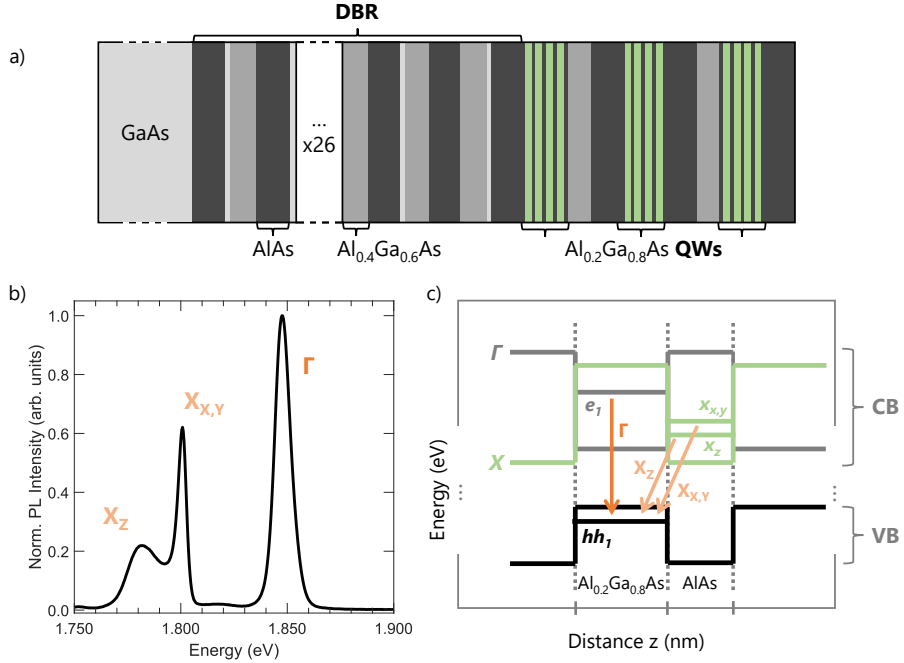 DBR
a)
GaAs
...
x26
AlAs
Al0.4Ga0.6As
Al0.2Ga0.8As QWs
b)
Norm. PL Intensity (arb. units)
1.0
0.8
0.6
0.4
0.2
0.0
XZ
XX,Y
Γ
1.750
1.800
1.850
1.900
Energy (eV)
c)
Energy (eV)
Γ
X
e1
Γ
xx,y
xz
XZ
XX,Y
hh1
CB
VB
...
...
Al0.2Ga0.8As
AlAs
Distance z (nm)